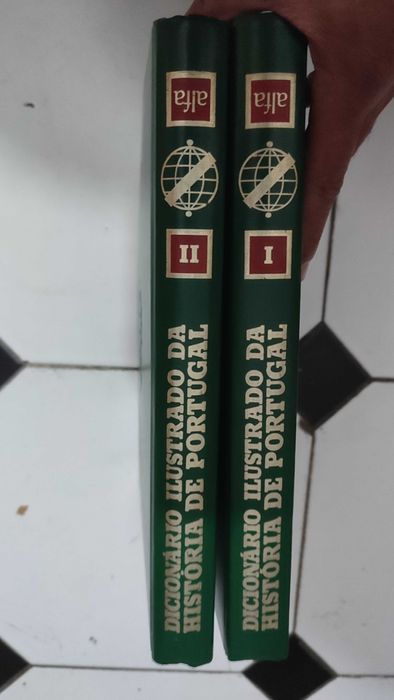 alfa
II
DICIONÁRIO ILUSTRADO DA
HISTÓRIA DE PORTUGAL
alfa
I
DICIONÁRIO ILUSTRADO DA
HISTÓRIA DE PORTUGAL